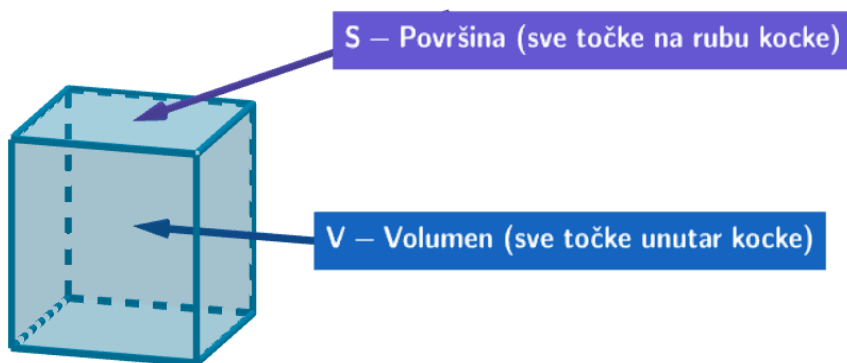 S – Površina (sve točke na rubu kocke)
V – Volumen (sve točke unutar kocke)